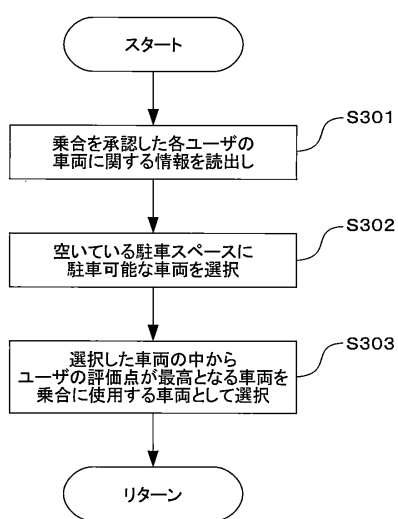 スタート
S301
乗合を承認した各ユーザの
車両に関する情報を読出し
S302
空いている駐車スペースに
駐車可能な車両を選択
S303
選択した車両の中から
ユーザの評価点が最高となる車両を
乗合に使用する車両として選択
リターン